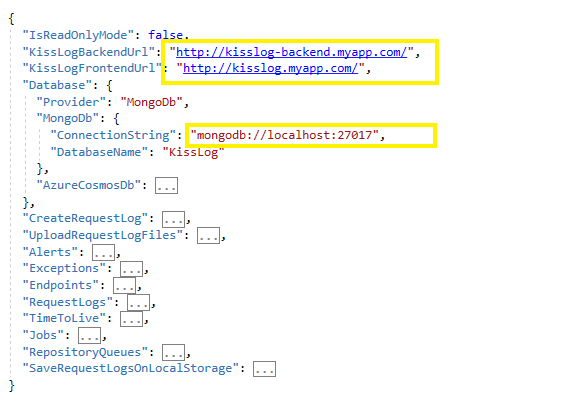 {
"IsReadOnlyMode": false,
"KissLogBackendUrl": "http://kisslog-backend.myapp.com/",
"KissLogFrontendUrl": "http://kisslog.myapp.com/",
"Database": {
"Provider": "MongoDb",
"MongoDb": {
"ConnectionString": "mongodb://localhost:27017",
"DatabaseName": "KissLog"
},
"AzureCosmosDb": ...
},
"CreateRequestLog": ...,
"UploadRequestLogFiles": ...,
"Alerts": ...,
"Exceptions": ...,
"Endpoints": ...,
"RequestLogs": ...,
"TimeToLive": ...,
"Jobs": ...,
"RepositoryQueues": ...,
"SaveRequestLogsOnLocalStorage": ...
}